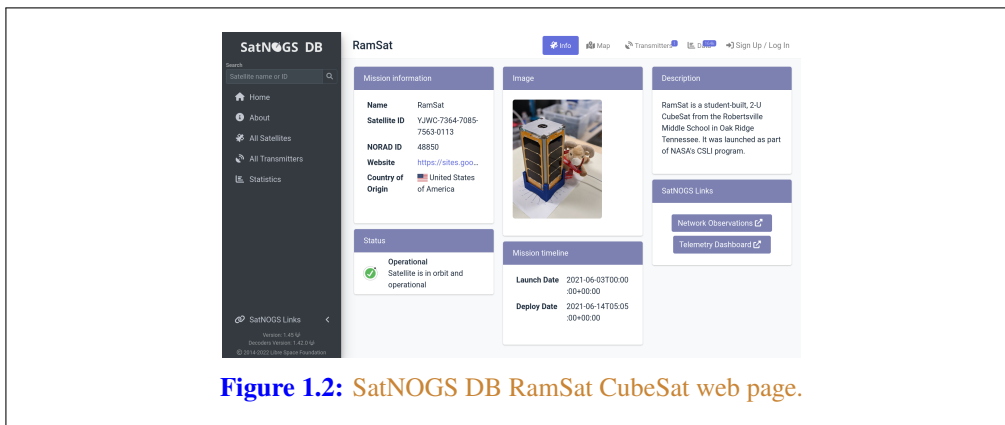 SatNOGS DB
Search
Satellite name or ID
Home
About
All Satellites
All Transmitters
Statistics
SatNOGS Links
Version: 1.49
Decoders Version: 1.42.0
© 2014-2022 Libre Space Foundation
RamSat
Info
Map
Transmitters
Sign Up / Log In
Mission information
Name RamSat
Satellite ID YJWC-7364-7085-
7563-0113
NORAD ID 48850
Website https://sites.goo...
Country of United States
Origin of America
Status
Operational
Satellite is in orbit and
operational
Image
Mission timeline
Launch Date 2021-06-03T00:00
:00+00:00
Deploy Date 2021-06-14T05:05
:00+00:00
Description
RamSat is a student-built, 2-U
CubeSat from the Robertsville
Middle School in Oak Ridge
Tennessee. It was launched as part
of NASA's CSLI program.
SatNOGS Links
Network Observations
Telemetry Dashboard
Figure 1.2: SatNOGS DB RamSat CubeSat web page.